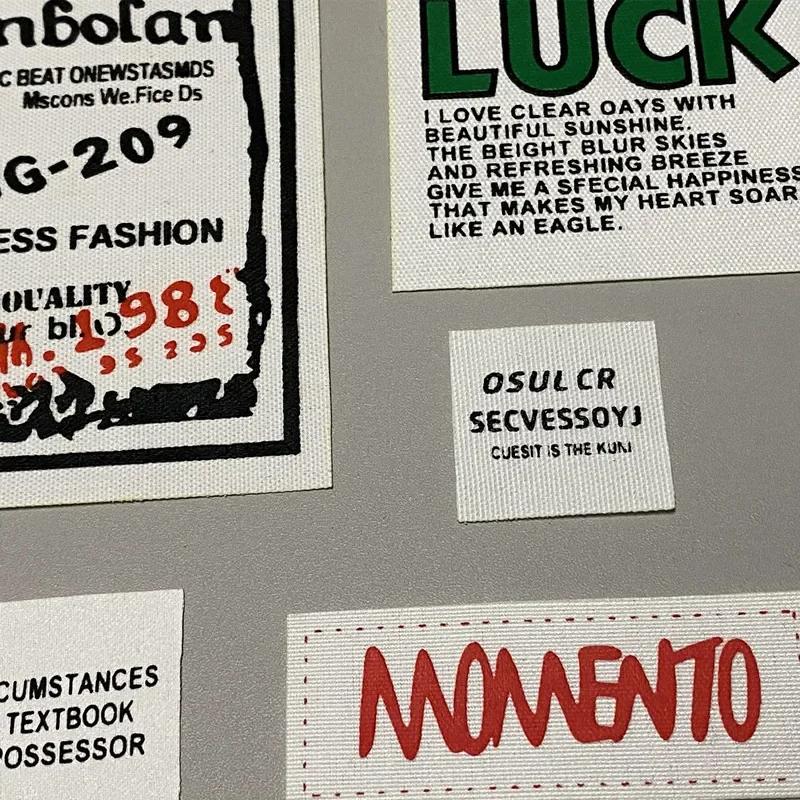 nbolan
C BEAT ONEWSTASMDS
Mscons We.Fice Ds
G-209
ESS FASHION
QUALITY
LUCK
I LOVE CLEAR OAYS WITH
BEAUTIFUL SUNSHINE.
THE BEIGHT BLUR SKIES
AND REFRESHING BREEZE
GIVE ME A SFECIAL HAPPINESS
THAT MAKES MY HEART SOAR
LIKE AN EAGLE.
OSUL CR
SECVESSOYJ
CUESIT IS THE
CUMSTANCES
TEXTBOOK
POSSESSOR
MOMENTO